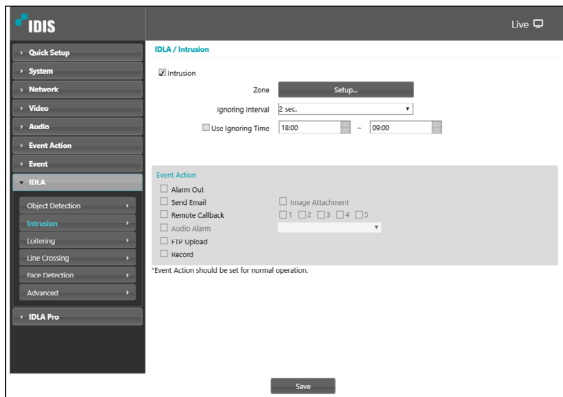 IDIS
Live
Quick Setup
System
Network
Video
Audio
Event Action
Event
IDLA
Object Detection
Intrusion
Loitering
Line Crossing
Face Detection
Advanced
IDLA Pro
IDLA / Intrusion
Intrusion
Zone Setup...
Ignoring Interval 2 sec.
Use Ignoring Time 18:00 ~ 09:00
Event Action
Alarm Out
Send Email Image Attachment
Remote Callback 1 2 3 4 5
Audio Alarm
FTP Upload
Record
*Event Action should be set for normal operation.
Save